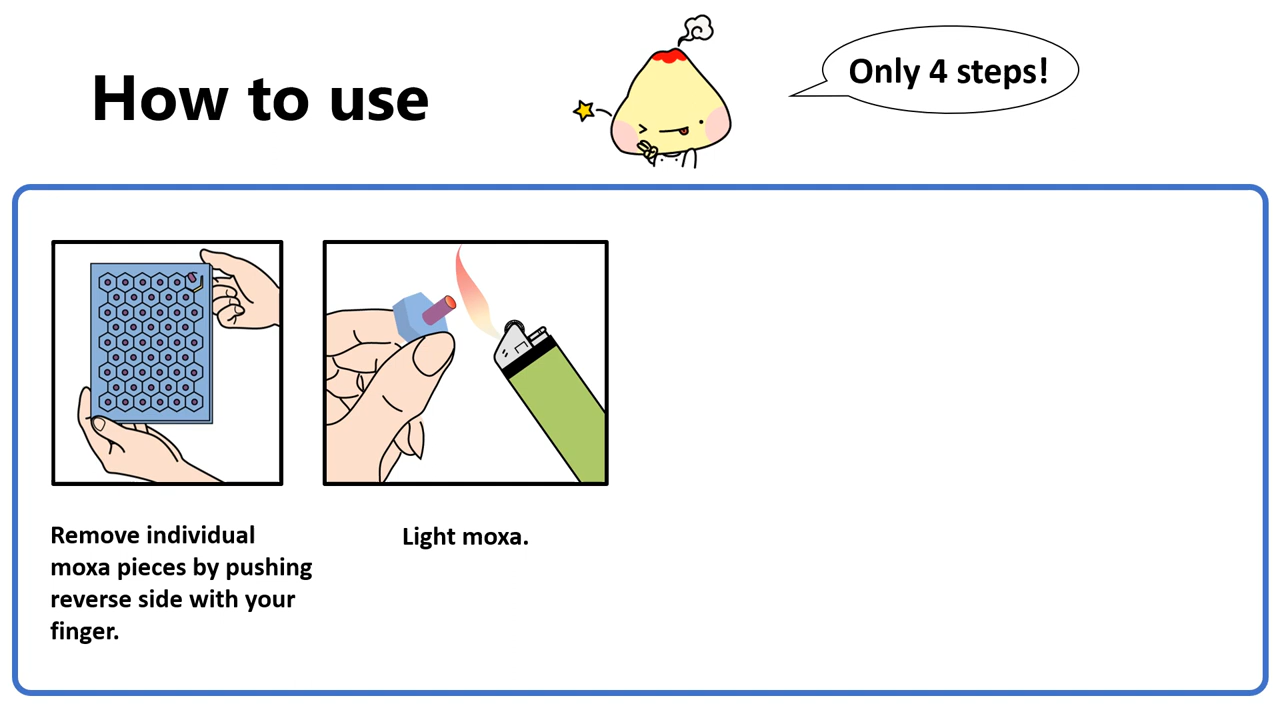 How to use
Only 4 steps!
Remove individual
moxa pieces by pushing
reverse side with your
finger.
Light moxa.